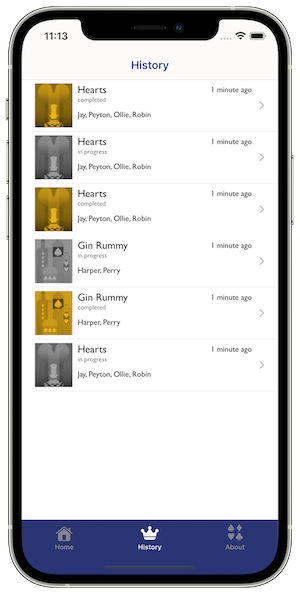 11:13
History
Hearts 1 minute ago
completed
Jay, Peyton, Ollie, Robin
Hearts 1 minute ago
in progress
Jay, Peyton, Ollie, Robin
Hearts 1 minute ago
completed
Jay, Peyton, Ollie, Robin
Gin Rummy 1 minute ago
in progress
Harper, Perry
Gin Rummy 1 minute ago
completed
Harper, Perry
Hearts 1 minute ago
in progress
Jay, Peyton, Ollie, Robin
Home History About